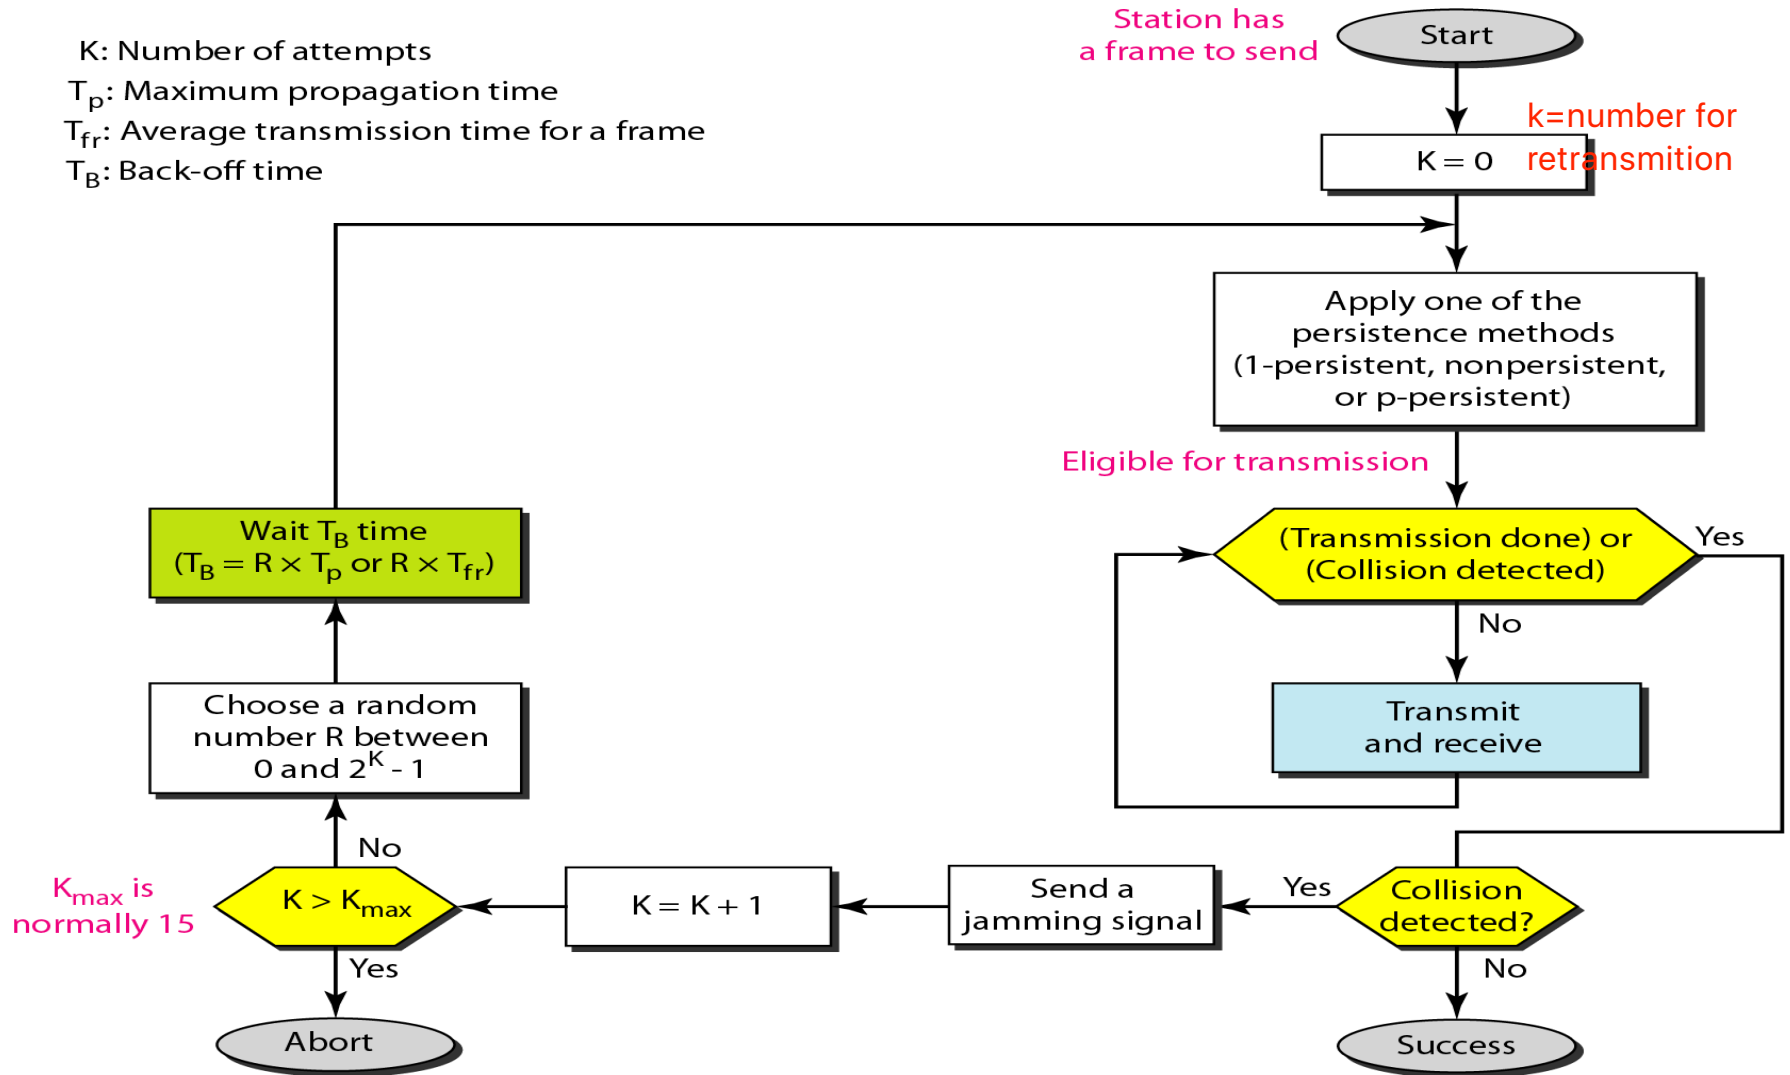 K: Number of attempts
Tp: Maximum propagation time
Tfr: Average transmission time for a frame
TB: Back-off time
Station has
a frame to send
Start
k=number for
retransmition
K = 0
Apply one of the
persistence methods
(1-persistent, nonpersistent,
or p-persistent)
Eligible for transmission
(Transmission done) or
(Collision detected)
Yes
No
Transmit
and receive
Collision
detected?
Yes
No
Success
Send a
jamming signal
K = K + 1
K > Kmax
Kmax is
normally 15
Yes
Abort
No
Choose a random
number R between
0 and 2^K - 1
Wait TB time
(TB = R × Tp or R × Tfr)